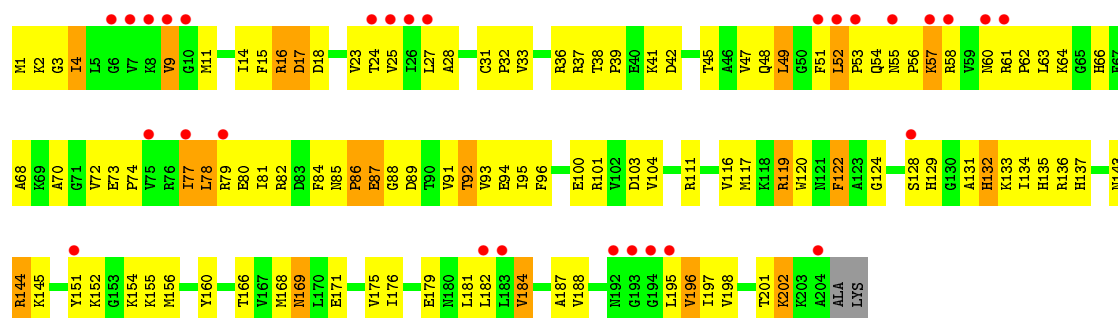 M1 K2 G3 I4 L5 G6 V7 K8 V9 G10 M11 I14 F15 R16 D17 D18 V23 T24 V25 I26 L27 A28 C31 P32 V33 R36 R37 T38 P39 E40 K41 D42 T45 A46 V47 Q48 L49 G50 F51 L52 P53 Q54 N55 P56 K57 R58 V59 N60 R61 P62 L63 K64 G65 H66 F67
A68 K69 A70 G71 V72 E73 P74 V75 R76 I77 L78 R79 E80 I81 R82 D83 F84 N85 P86 E87 G88 D89 T90 V91 T92 V93 E94 I95 F96 E100 R101 V102 D103 V104 R111 V116 M117 K118 R119 W120 N121 F122 A123 G124 S128 H129 G130 A131 H132 K133 I134 H135 R136 H137 N143
R144 K145 Y151 K152 G153 K154 K155 M156 Y160 T166 V167 M168 N169 L170 E171 V175 I176 E179 N180 L181 L182 L183 V184 A187 V188 N192 G193 G194 L195 V196 I197 V198 T201 K202 K203 A204 ALA LYS